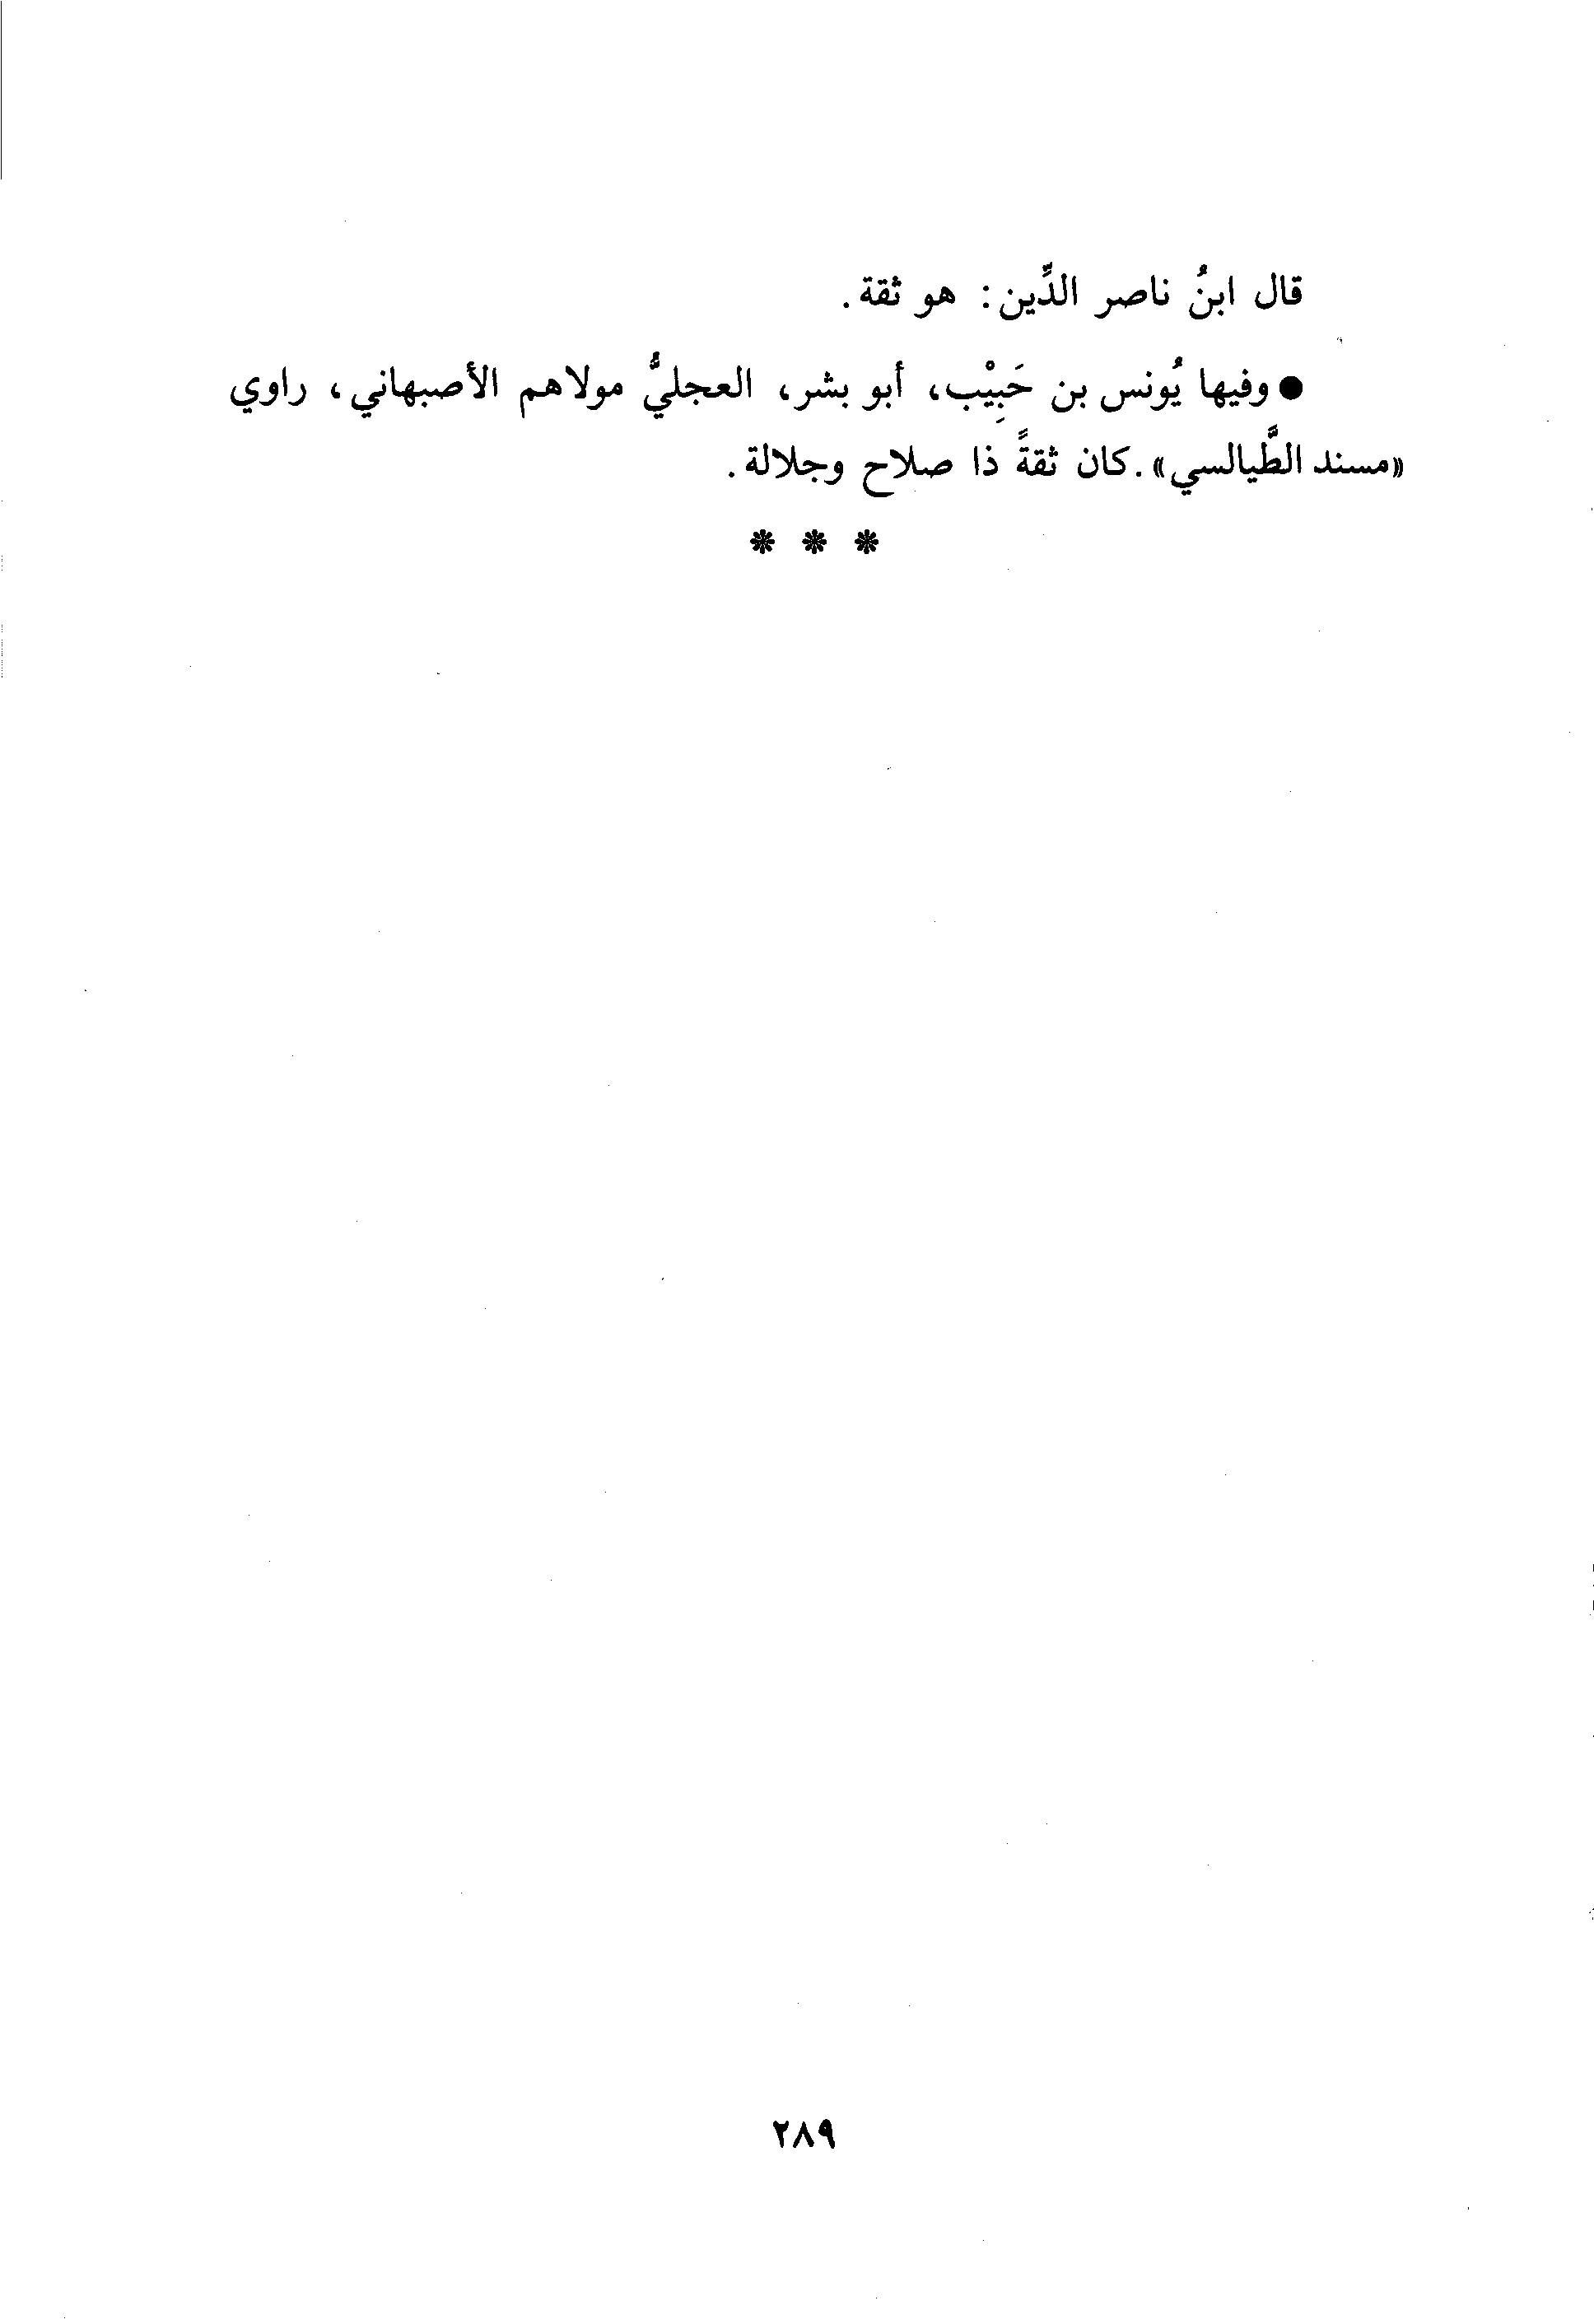 قال ابنُ ناصر الدِّين: هو ثقة.
● وفيها يُونس بن حَبِيْب، أبو بشر، العجليُّ مولاهم الأصبهاني، راوي
«مسند الطَّيالسي». كان ثقةً ذا صلاح وجلالة.
* * *
٢٨٩